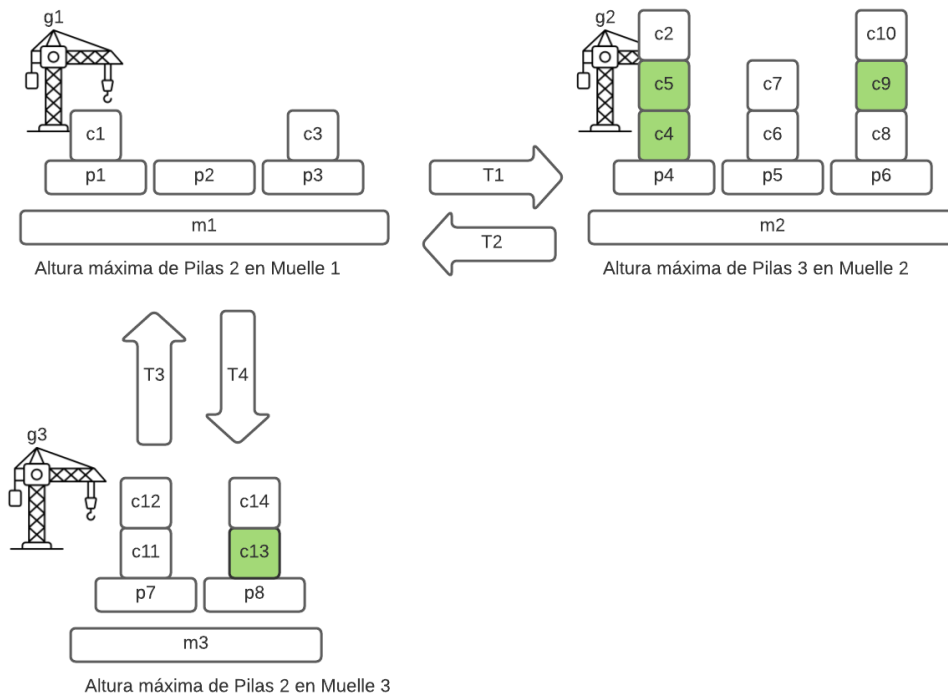 g1
g2
c2
c10
c5
c7
c9
c1
c3
c4
c6
c8
p1
p2
p3
T1
p4
p5
p6
m1
T2
m2
Altura máxima de Pilas 2 en Muelle 1
Altura máxima de Pilas 3 en Muelle 2
T3
T4
g3
c12
c14
c11
c13
p7
p8
m3
Altura máxima de Pilas 2 en Muelle 3